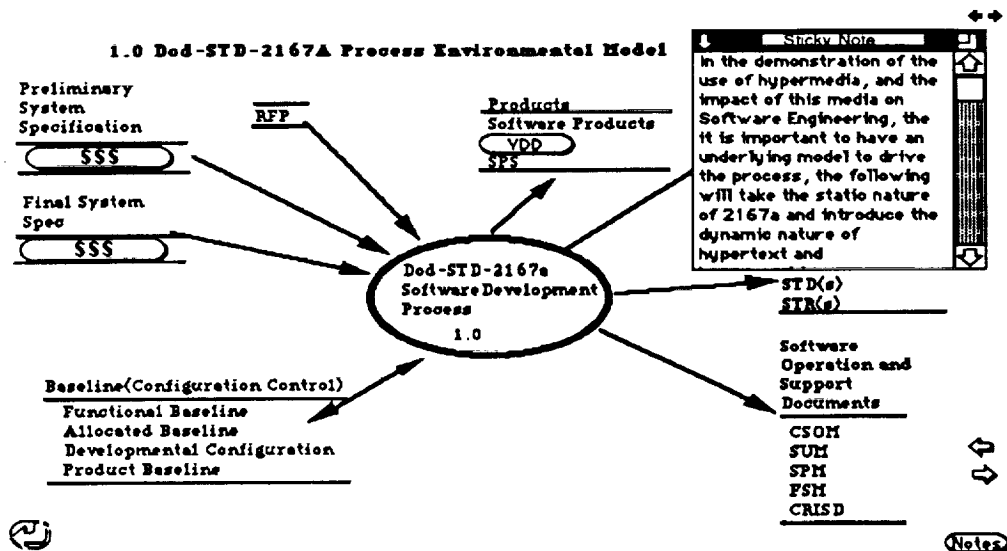 1.0 Dod-STD-2167A Process Environmental Model
Preliminary
System
Specification
$$$
RFP
Products
Software Products
YDD
SPS
Sticky Note
In the demonstration of the
use of hypermedia, and the
impact of this media on
Software Engineering, the
it is important to have an
underlying model to drive
the process, the following
will take the static nature
of 2167a and introduce the
dynamic nature of
hypertext and
Final System
Spec
$$$
Dod-STD-2167a
Software Development
Process
1.0
STD(s)
STR(s)
Software
Operation and
Support
Documents
CSOM
SUM
SPM
FSM
CRISD
Baseline(Configuration Control)
Functional Baseline
Allocated Baseline
Developmental Configuration
Product Baseline
Notes